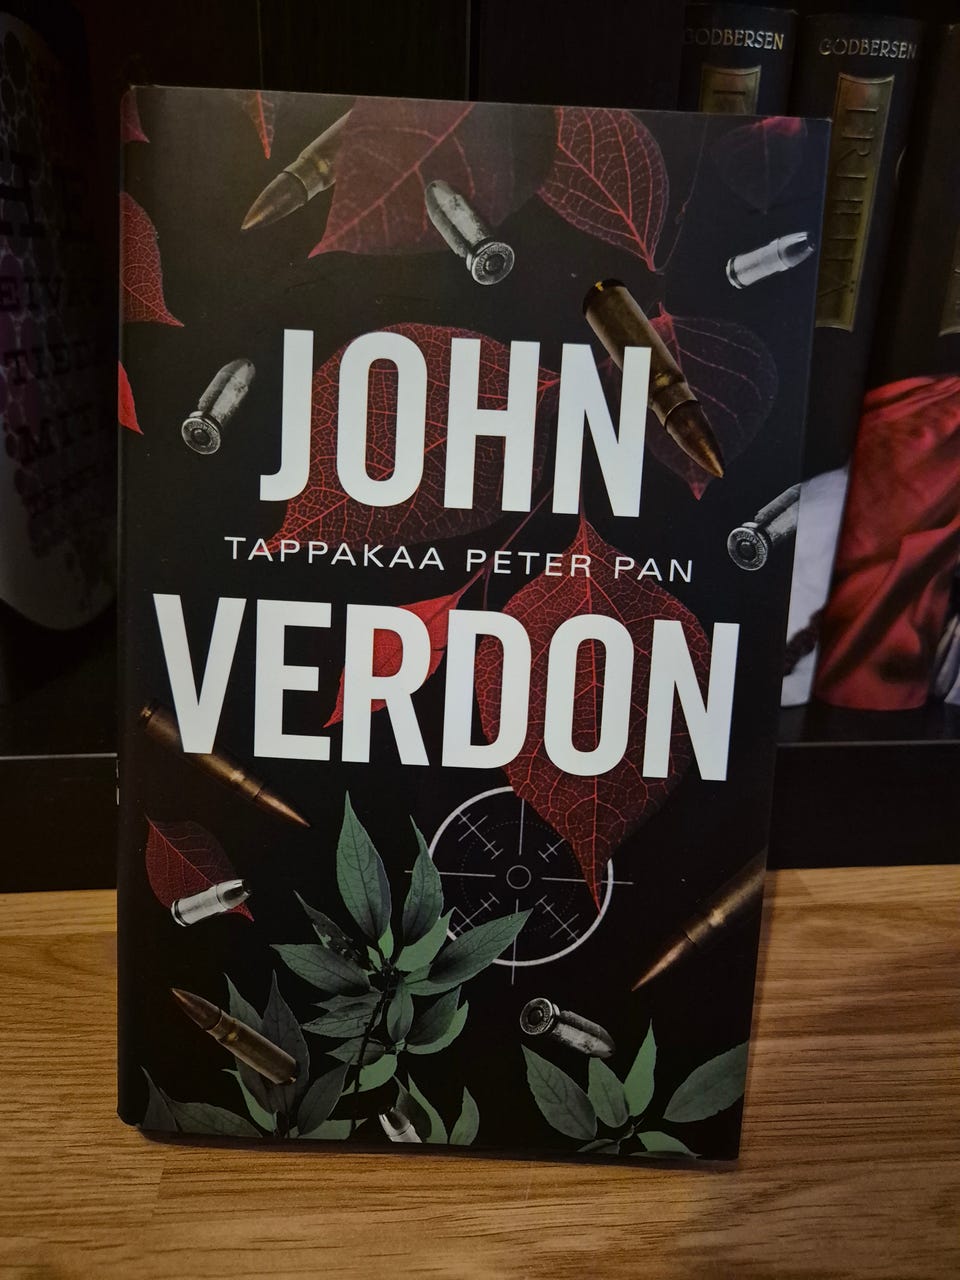 GODBERSEN
GODBERSEN
JOHN
TAPPAKAA PETER PAN
VERDON